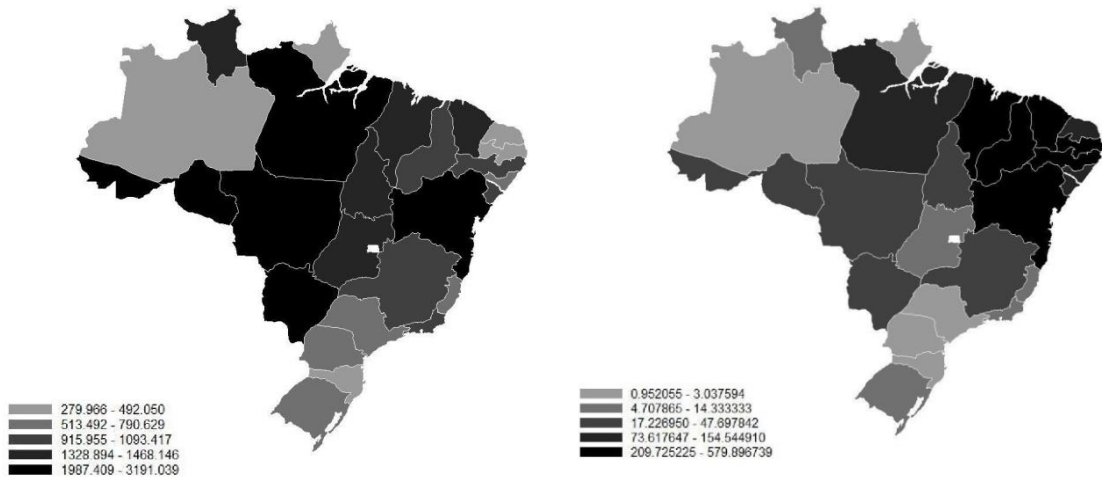 279.966 - 492.050
513.492 - 790.629
915.955 - 1093.417
1328.894 - 1468.146
1987.409 - 3191.039
0.952055 - 3.037594
4.707865 - 14.333333
17.226950 - 47.697842
73.617647 - 154.544910
209.725225 - 579.896739